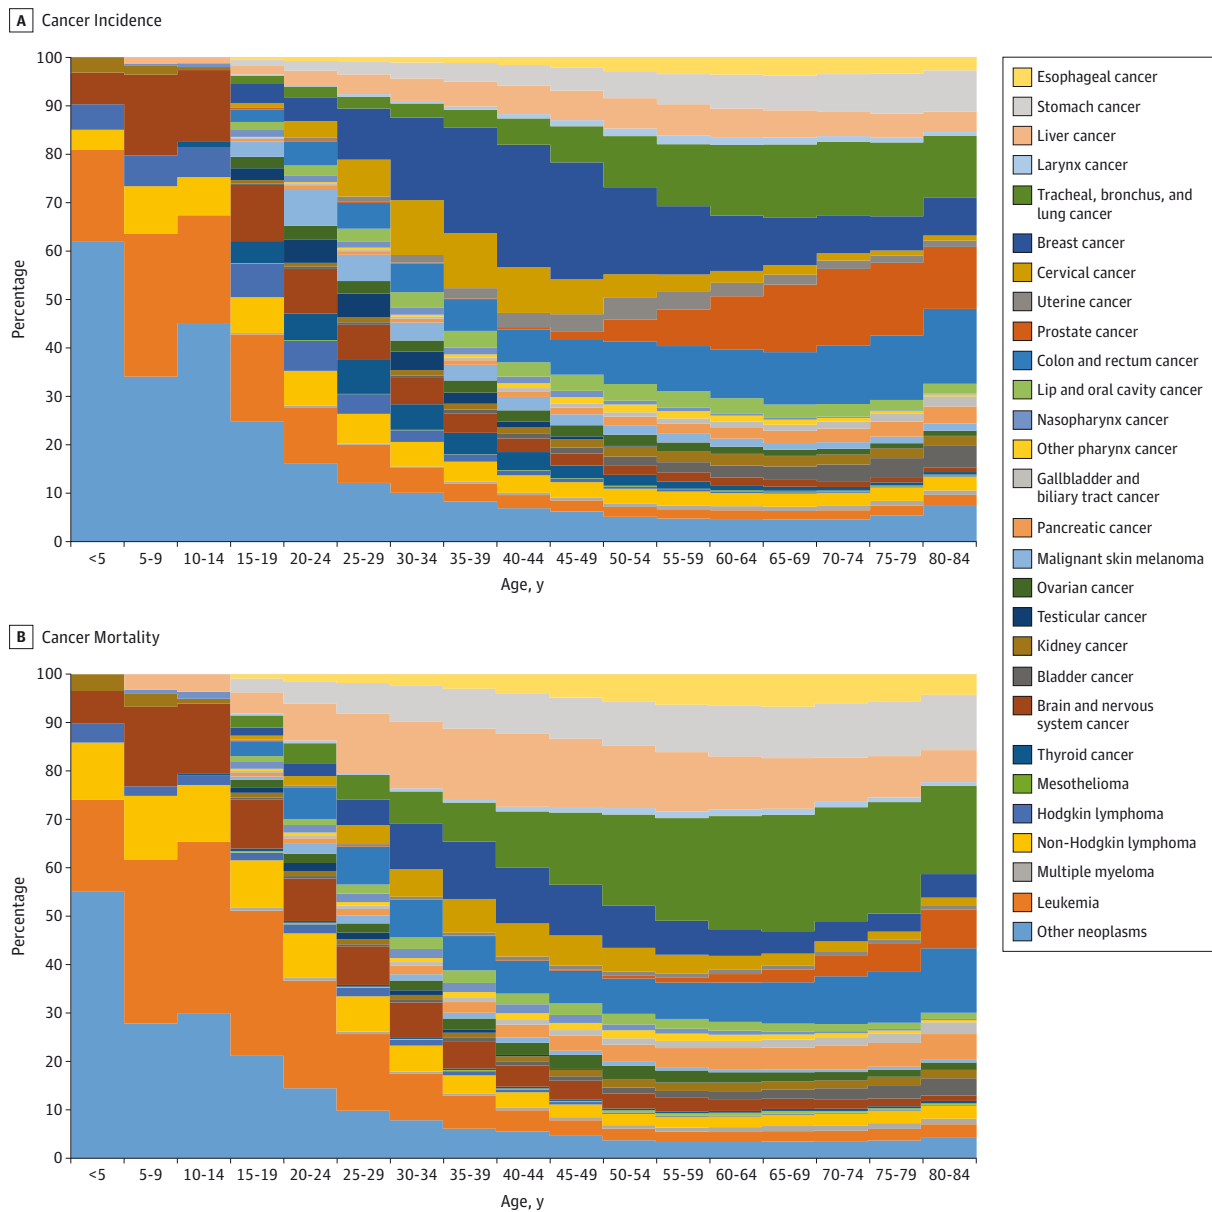 A Cancer Incidence
100
90
80
70
60
50
40
30
20
10
0
Percentage
<5 5-9 10-14 15-19 20-24 25-29 30-34 35-39 40-44 45-49 50-54 55-59 60-64 65-69 70-74 75-79 80-84
Age, y
B Cancer Mortality
100
90
80
70
60
50
40
30
20
10
0
Percentage
<5 5-9 10-14 15-19 20-24 25-29 30-34 35-39 40-44 45-49 50-54 55-59 60-64 65-69 70-74 75-79 80-84
Age, y
Esophageal cancer
Stomach cancer
Liver cancer
Larynx cancer
Tracheal, bronchus, and
lung cancer
Breast cancer
Cervical cancer
Uterine cancer
Prostate cancer
Colon and rectum cancer
Lip and oral cavity cancer
Nasopharynx cancer
Other pharynx cancer
Gallbladder and
biliary tract cancer
Pancreatic cancer
Malignant skin melanoma
Ovarian cancer
Testicular cancer
Kidney cancer
Bladder cancer
Brain and nervous
system cancer
Thyroid cancer
Mesothelioma
Hodgkin lymphoma
Non-Hodgkin lymphoma
Multiple myeloma
Leukemia
Other neoplasms